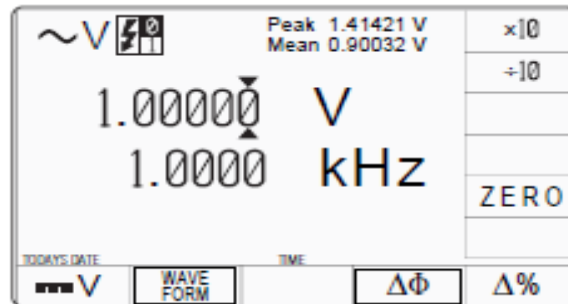 ~V
Peak 1.41421 V
Mean 0.90032 V
1.00000 V
1.0000 kHz
×10
÷10
ZERO
TODAYS DATE
TIME
V
WAVE
FORM
ΔΦ
Δ%